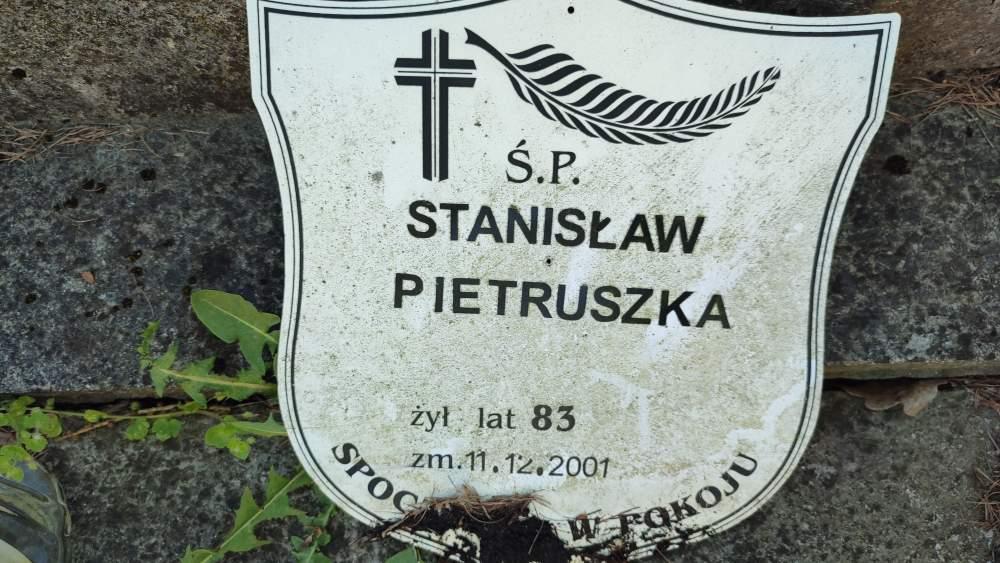 Ś.P.
STANISŁAW
PIETRUSZKA
żył lat 83
zm. 11.12.2001
W POKOJU